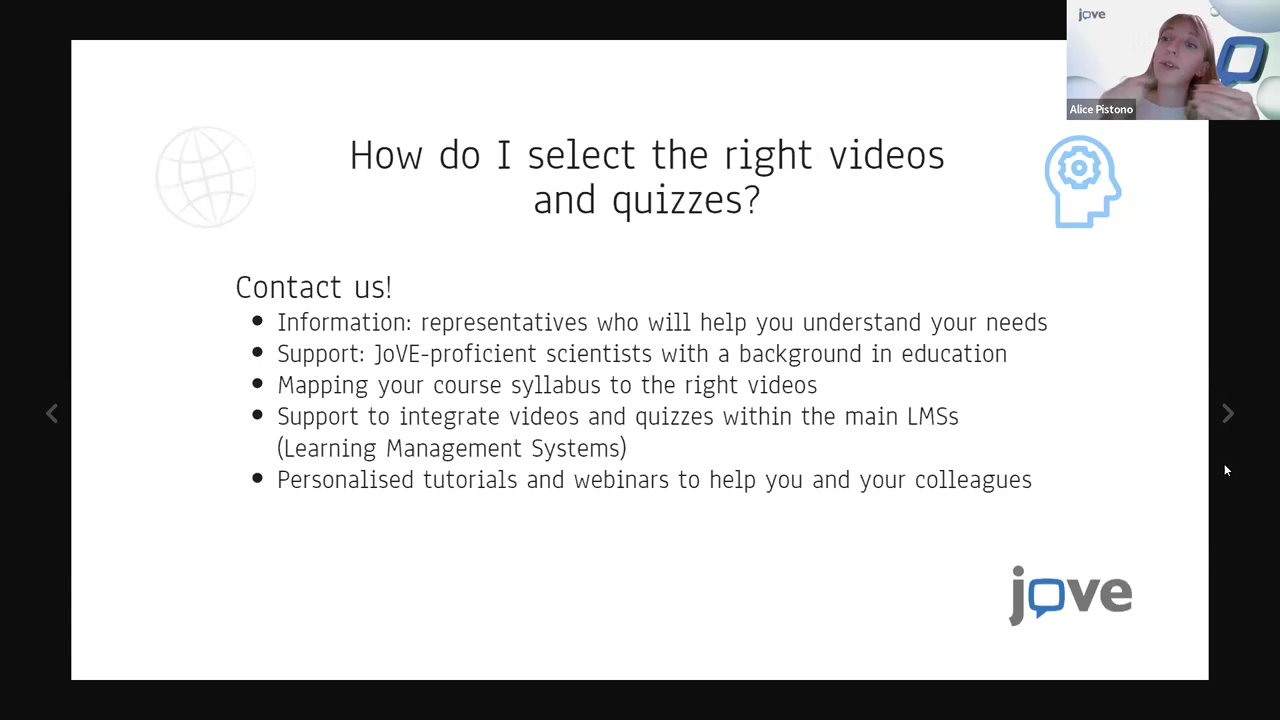 jove
Alice Pistono
How do I select the right videos
and quizzes?
Contact us!
• Information: representatives who will help you understand your needs
• Support: JoVE-proficient scientists with a background in education
• Mapping your course syllabus to the right videos
• Support to integrate videos and quizzes within the main LMSs
(Learning Management Systems)
• Personalised tutorials and webinars to help you and your colleagues
jove